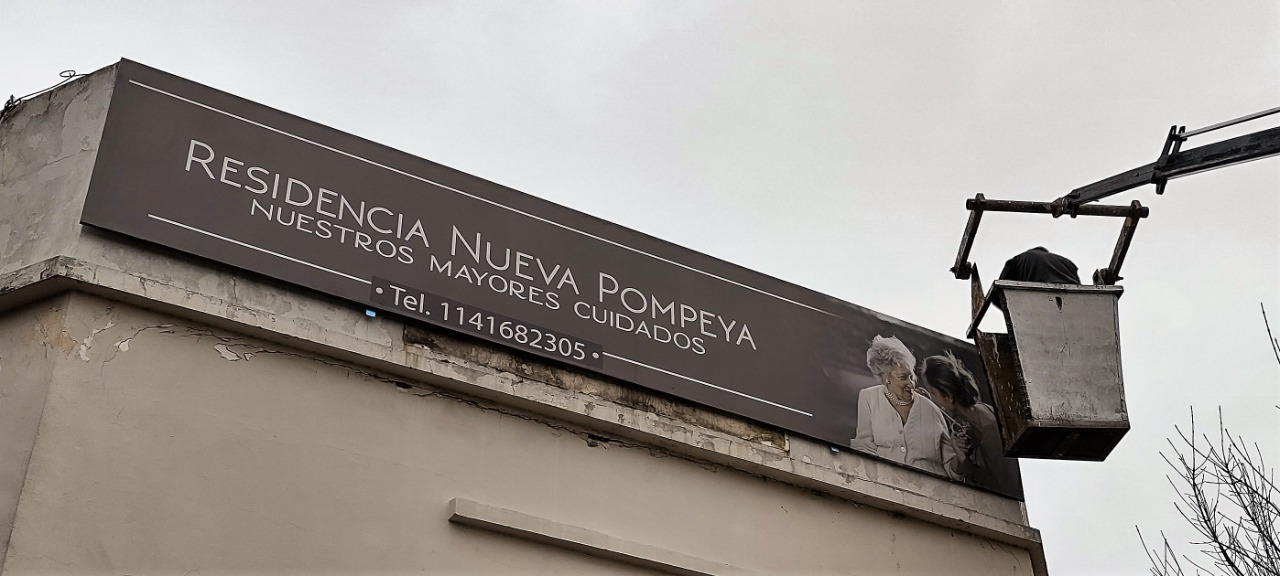 RESIDENCIA NUEVA POMPEYA
NUESTROS MAYORES CUIDADOS
• Tel. 1141682305 •